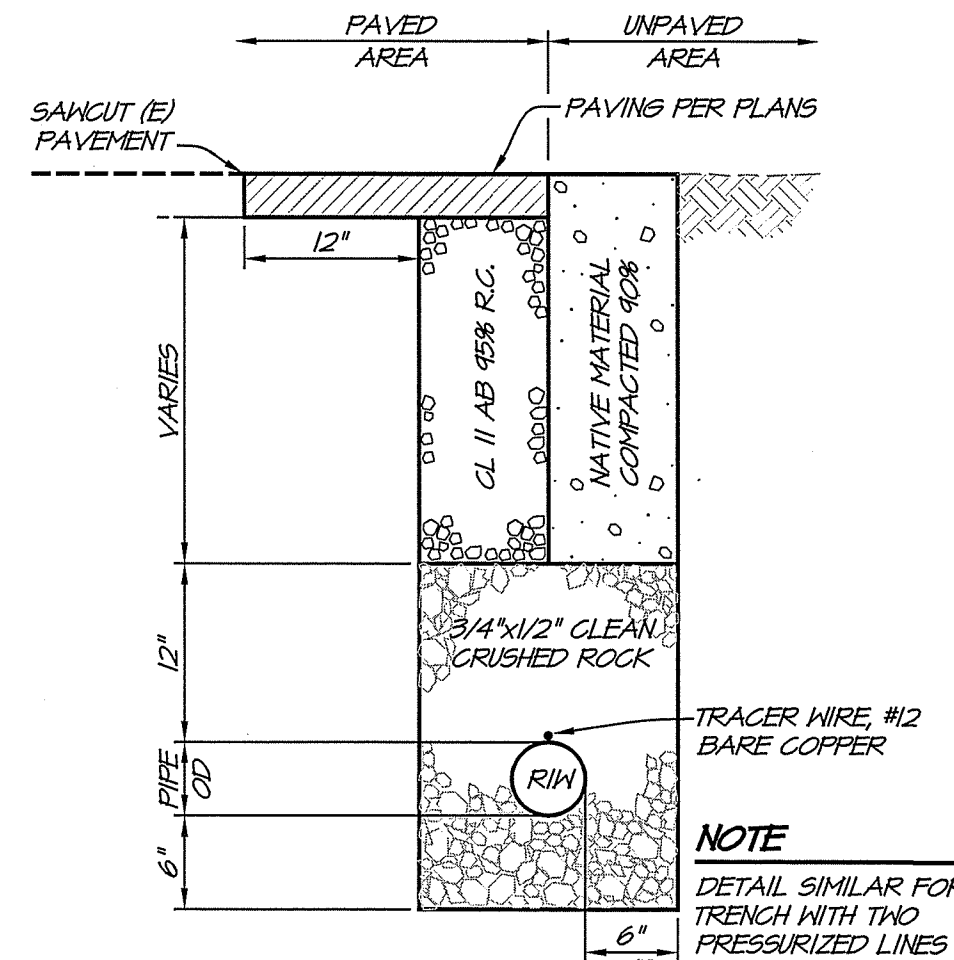 PAVED
AREA
UNPAVED
AREA
SAWCUT (E)
PAVEMENT
PAVING PER PLANS
12"
VARIES
CL II AB 95% R.C.
NATIVE MATERIAL
COMPACTED 90%
12"
3/4"x1/2" CLEAN
CRUSHED ROCK
TRACER WIRE, #12
BARE COPPER
PIPE
OD
RIW
6"
NOTE
DETAIL SIMILAR FOR
TRENCH WITH TWO
PRESSURIZED LINES
6"